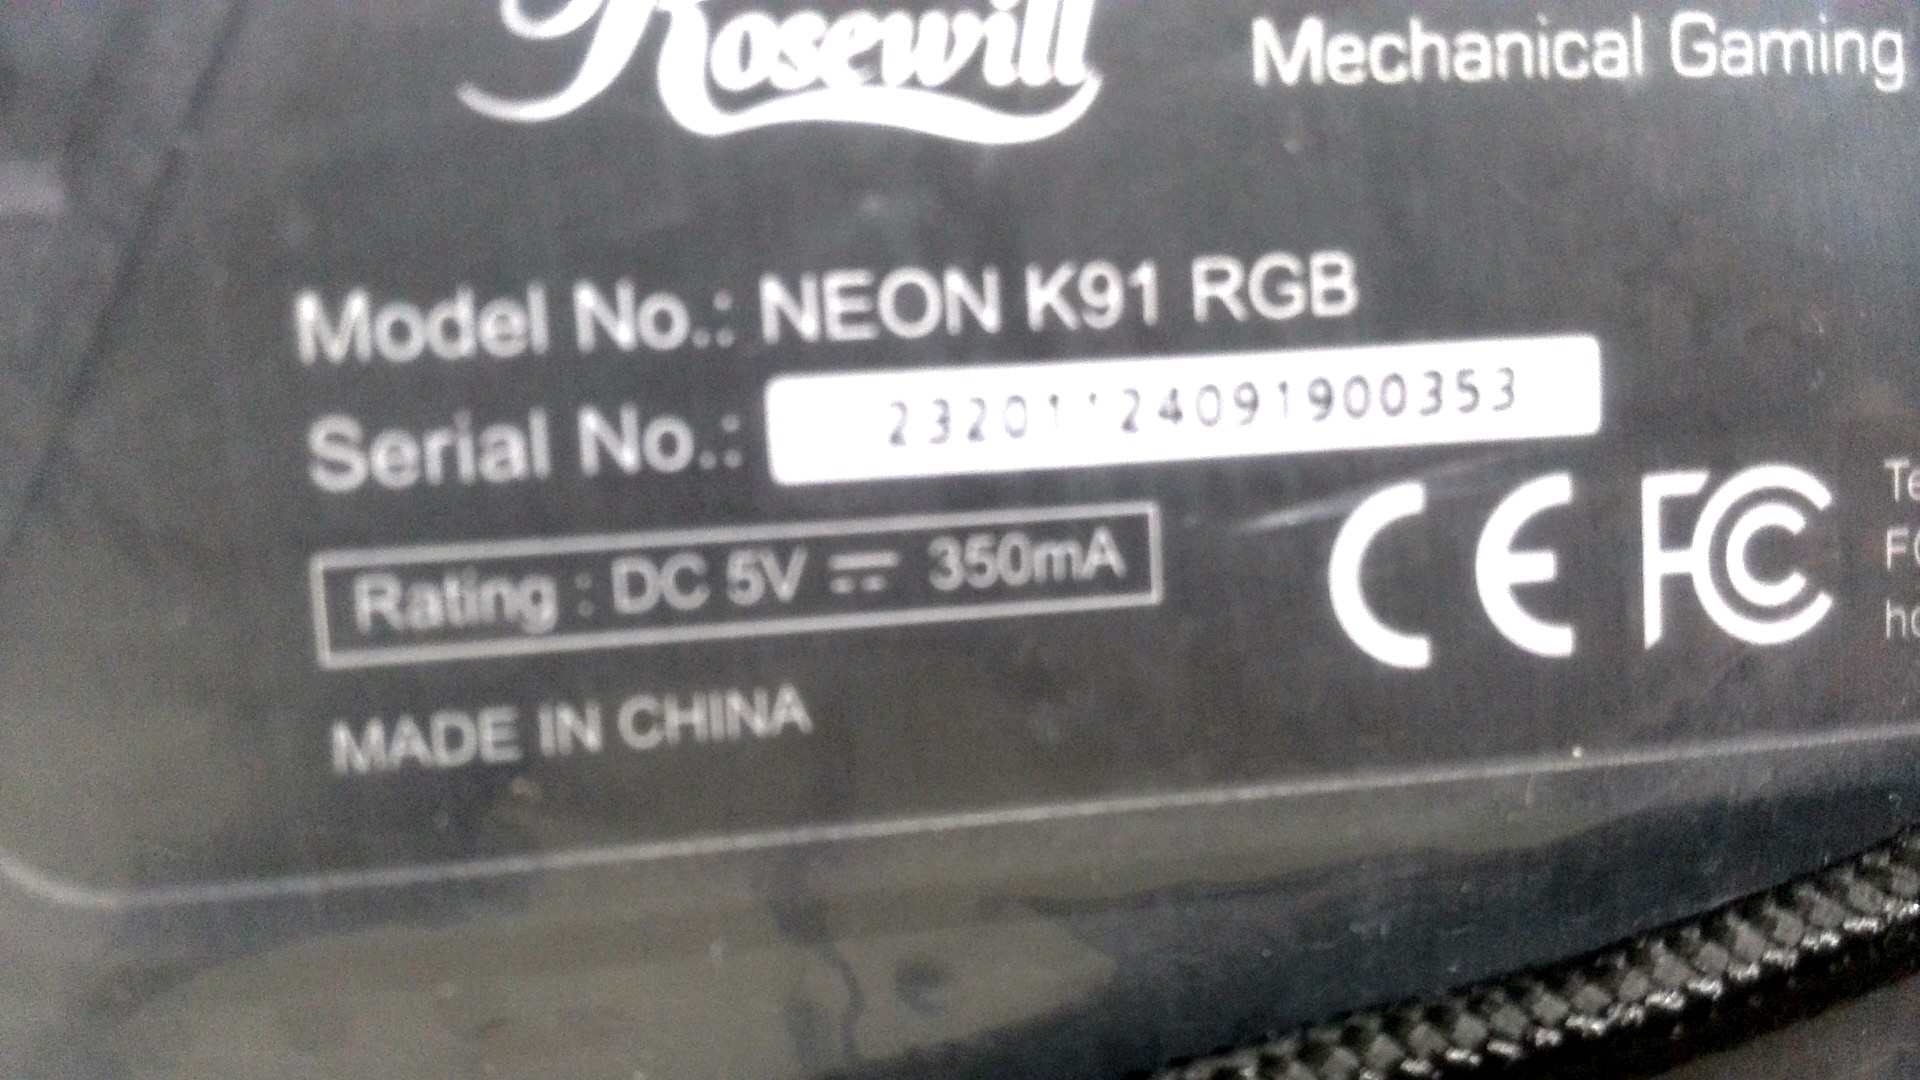 Rosewill
Mechanical Gaming
Model No.: NEON K91 RGB
Serial No.:
Rating : DC 5V ⎓ 350mA
CE FC
MADE IN CHINA